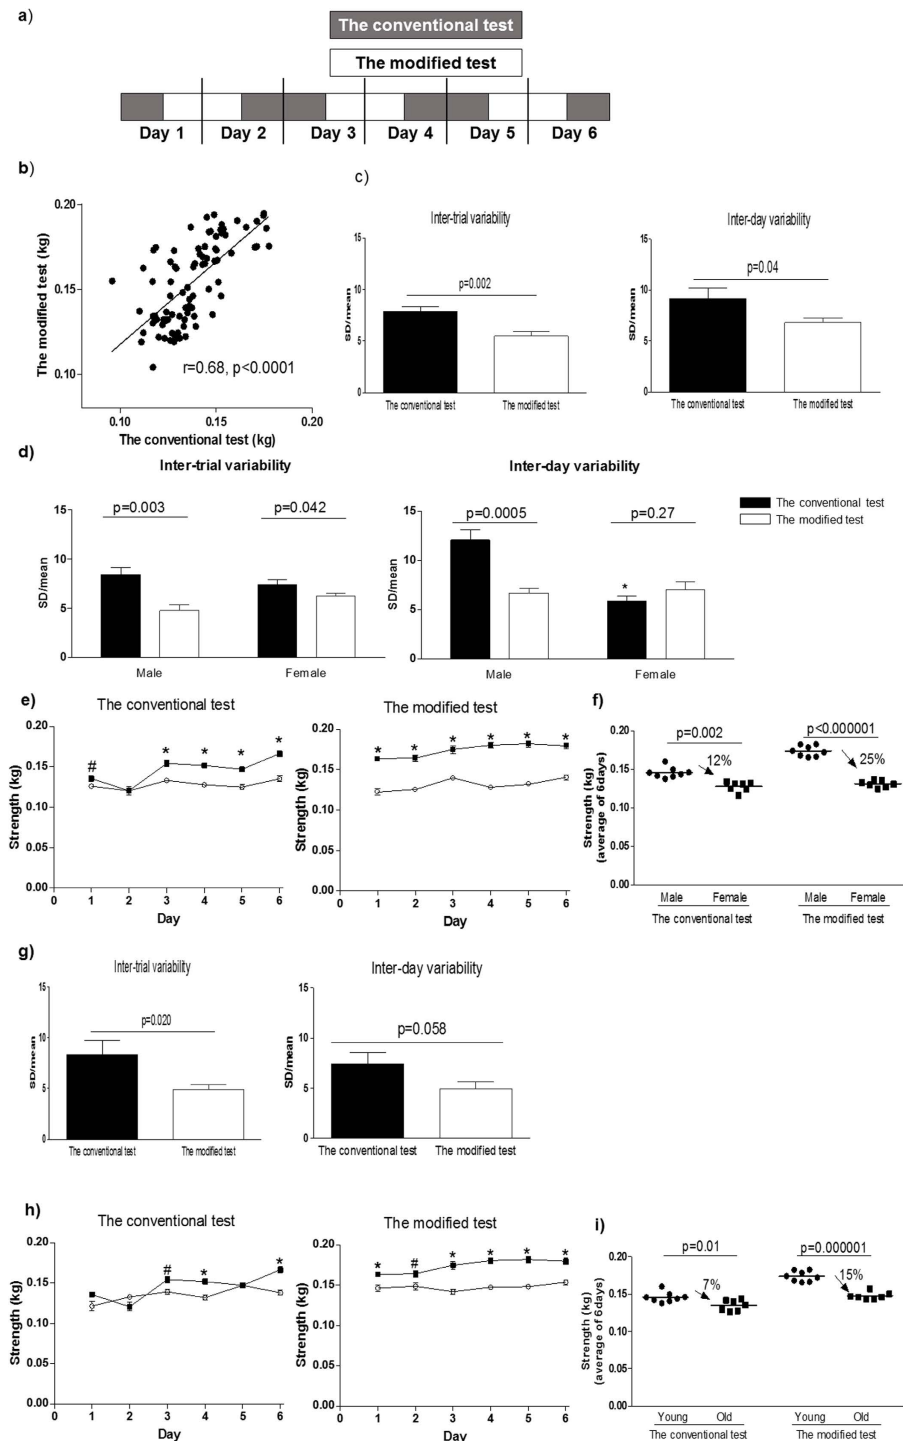 a)
The conventional test
The modified test
Day 1 Day 2 Day 3 Day 4 Day 5 Day 6
b)
The modified test (kg)
0.20
0.15
0.10
r=0.68, p<0.0001
0.10 0.15 0.20
The conventional test (kg)
c)
Inter-trial variability
SD/mean
15
10
5
0
p=0.002
The conventional test The modified test
Inter-day variability
SD/mean
15
10
5
0
p=0.04
The conventional test The modified test
d)
Inter-trial variability
SD/mean
15
10
5
0
p=0.003 p=0.042
Male Female
Inter-day variability
SD/mean
15
10
5
0
p=0.0005 p=0.27
*
Male Female
The conventional test
The modified test
e)
The conventional test
Strength (kg)
0.20
0.15
0.10
0.05
0.00
# * * * *
0 1 2 3 4 5 6
Day
The modified test
Strength (kg)
0.20
0.15
0.10
0.05
0.00
* * * * * *
0 1 2 3 4 5 6
Day
f)
Strength (kg)
(average of 6days)
0.20
0.15
0.10
0.05
0.00
p=0.002 p<0.000001
12% 25%
Male Female Male Female
The conventional test The modified test
g)
Inter-trial variability
SD/mean
15
10
5
0
p=0.020
The conventional test The modified test
Inter-day variability
SD/mean
15
10
5
0
p=0.058
The conventional test The modified test
h)
The conventional test
Strength (kg)
0.20
0.15
0.10
0.05
0.00
# * *
0 1 2 3 4 5 6
Day
The modified test
Strength (kg)
0.20
0.15
0.10
0.05
0.00
* # * * * *
0 1 2 3 4 5 6
Day
i)
Strength (kg)
(average of 6days)
0.20
0.15
0.10
0.05
0.00
p=0.01 p=0.000001
7% 15%
Young Old Young Old
The conventional test The modified test